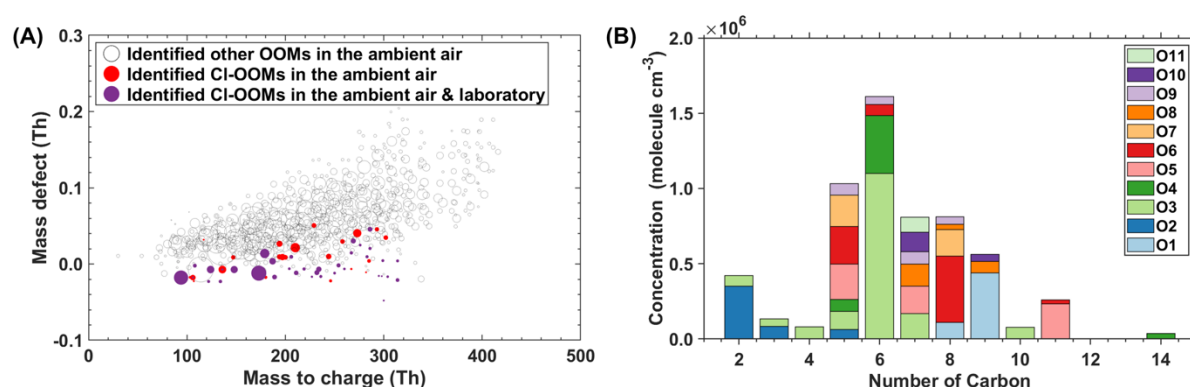 (A)
0.3
0.2
0.1
0.0
-0.1
Mass defect (Th)
Identified other OOMs in the ambient air
Identified Cl-OOMs in the ambient air
Identified Cl-OOMs in the ambient air & laboratory
0 100 200 300 400 500
Mass to charge (Th)
(B)
×10⁶
2.0
1.5
1.0
0.5
0.0
Concentration (molecule cm⁻³)
O11
O10
O9
O8
O7
O6
O5
O4
O3
O2
O1
2 4 6 8 10 12 14
Number of Carbon